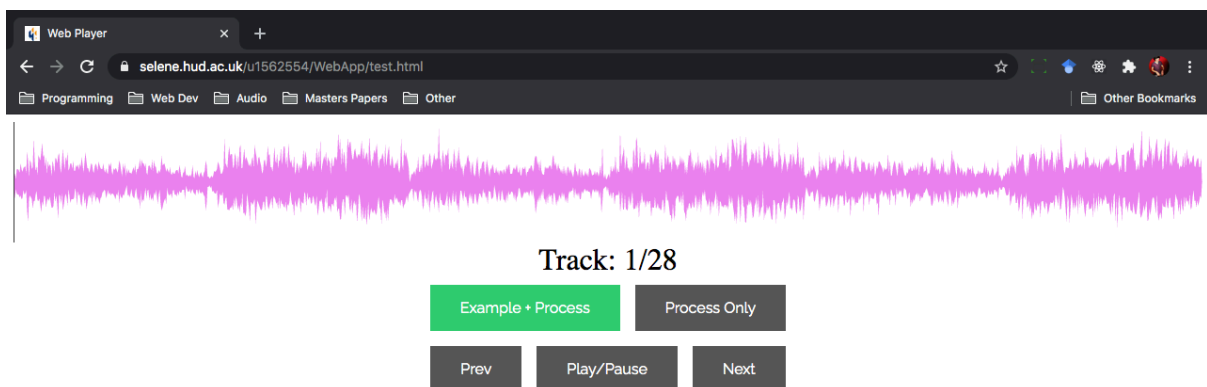 Web Player
selene.hud.ac.uk/u1562554/WebApp/test.html
Programming Web Dev Audio Masters Papers Other Other Bookmarks
Track: 1/28
Example + Process Process Only
Prev Play/Pause Next